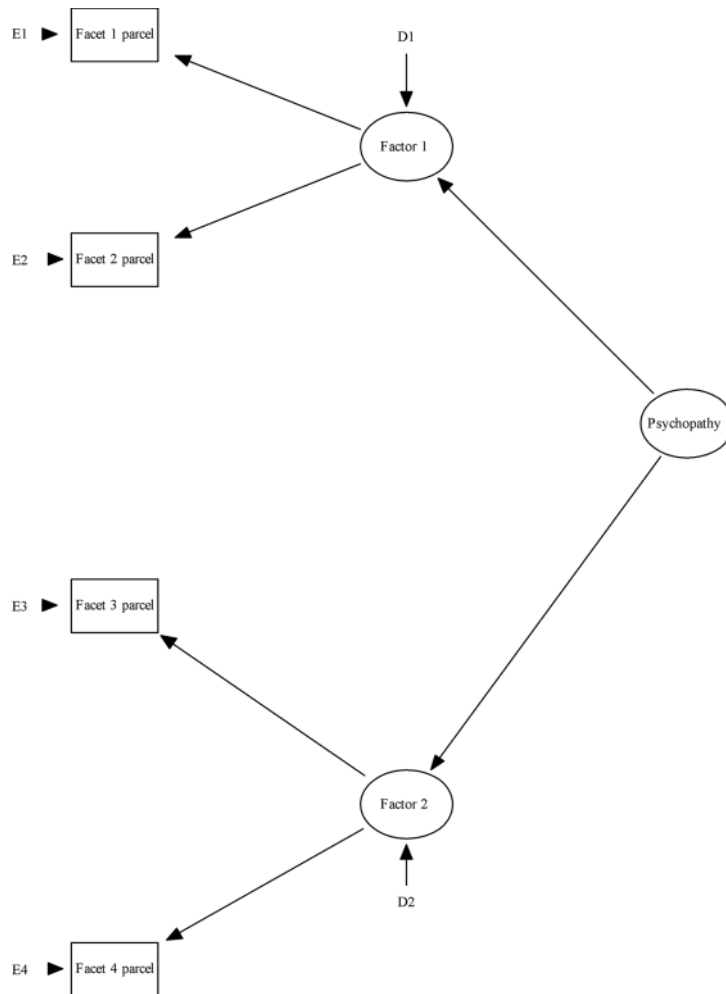 E1
Facet 1 parcel
D1
Factor 1
E2
Facet 2 parcel
Psychopathy
E3
Facet 3 parcel
Factor 2
D2
E4
Facet 4 parcel